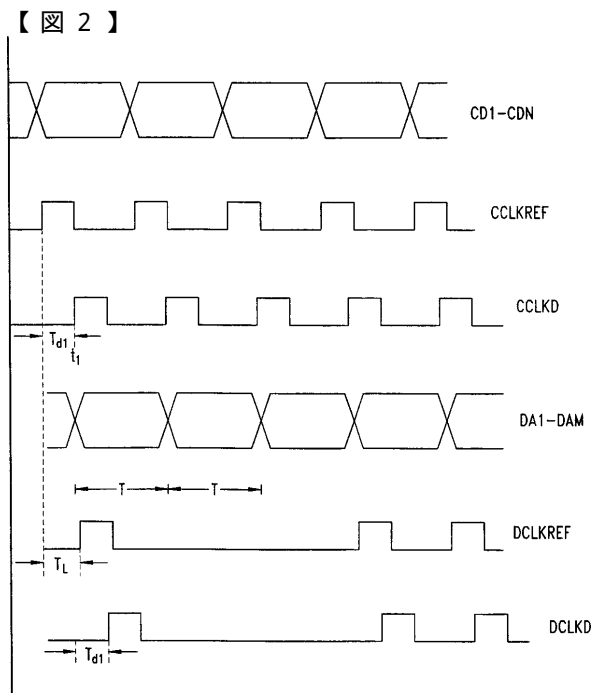 【図2】
CD1-CDN
CCLKREF
CCLKD
Td1
t1
DA1-DAM
T T
DCLKREF
TL
DCLKD
Td1